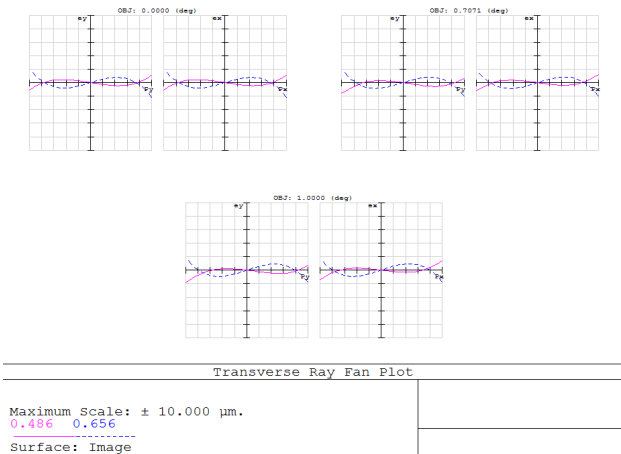 OBJ: 0.0000 (deg)
ey
ex
Py
Px
OBJ: 0.7071 (deg)
ey
ex
Py
Px
OBJ: 1.0000 (deg)
ey
ex
Py
Px
Transverse Ray Fan Plot
Maximum Scale: ± 10.000 µm.
0.486 0.656
Surface: Image